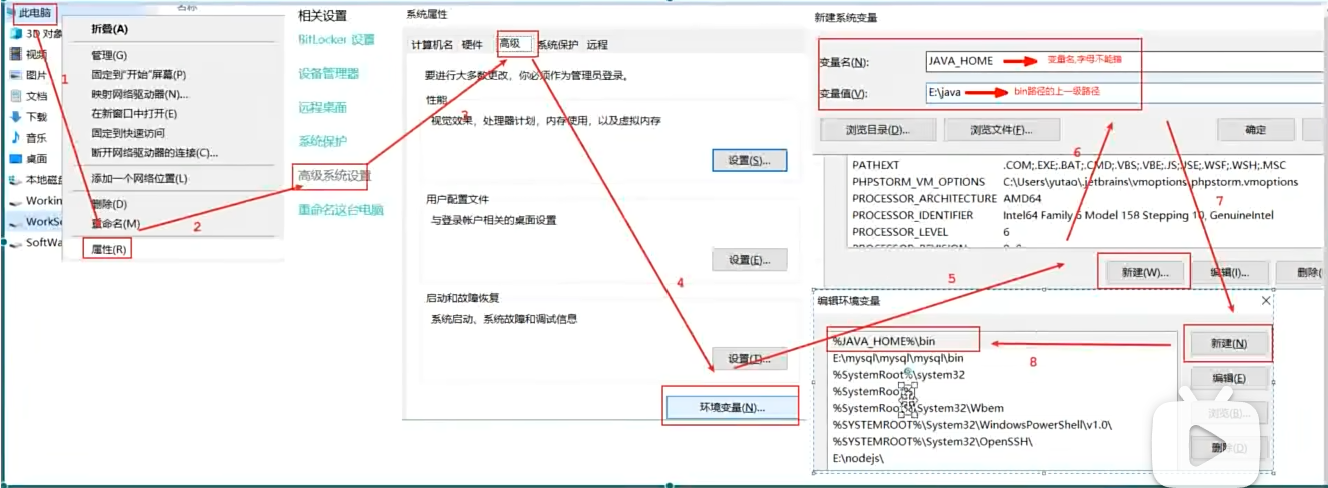 此电脑
3D 对象
视频
图片
文档
下载
音乐
桌面
本地磁盘
Workin
WorkSo
SoftWa
名称
折叠(A)
管理(G)
固定到"开始"屏幕(P)
映射网络驱动器(N)...
在新窗口中打开(E)
固定到快速访问
断开网络驱动器的连接(C)...
添加一个网络位置(L)
删除(D)
重命名(M)
属性(R)
1
2
相关设置
BitLocker 设置
设备管理器
远程桌面
系统保护
高级系统设置
重命名这台电脑
3
系统属性
计算机名 硬件 高级 系统保护 远程
要进行大多数更改，你必须作为管理员登录。
性能
视觉效果，处理器计划，内存使用，以及虚拟内存
设置(S)...
用户配置文件
与登录帐户相关的桌面设置
设置(E)...
启动和故障恢复
系统启动、系统故障和调试信息
设置(T)...
环境变量(N)...
4
5
新建系统变量
变量名(N):
JAVA_HOME
变量名,字母不能错
变量值(V):
E:\java
bin路径的上一级路径
浏览目录(D)...
浏览文件(F)...
确定
6
7
PATHEXT .COM;.EXE;.BAT;.CMD;.VBS;.VBE;.JS;.JSE;.WSF;.WSH;.MSC
PHPSTORM_VM_OPTIONS C:\Users\yutao\.jetbrains\vmoptions\phpstorm.vmoptions
PROCESSOR_ARCHITECTURE AMD64
PROCESSOR_IDENTIFIER Intel64 Family 6 Model 158 Stepping 10, GenuineIntel
PROCESSOR_LEVEL 6
新建(W)...
编辑(I)...
删除(
编辑环境变量
%JAVA_HOME%\bin
E:\mysql\mysql\mysql\bin
%SystemRoot%\system32
%SystemRoot%
%SystemRoot%\System32\Wbem
%SYSTEMROOT%\System32\WindowsPowerShell\v1.0\
%SYSTEMROOT%\System32\OpenSSH\
E:\nodejs\
8
新建(N)
编辑(E)
浏览(B)...
删除(D)